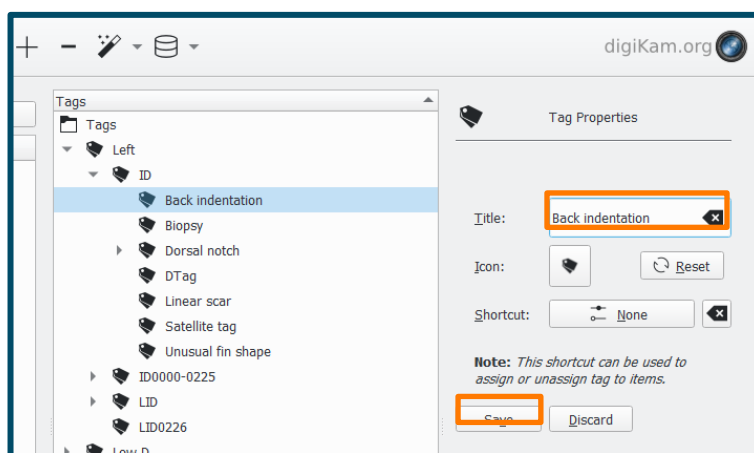 digiKam.org
Tags
Tags
Left
ID
Back indentation
Biopsy
Dorsal notch
DTag
Linear scar
Satellite tag
Unusual fin shape
ID0000-0225
LID
LID0226
Low D
Tag Properties
Title: Back indentation
Icon: Reset
Shortcut: None
Note: This shortcut can be used to
assign or unassign tag to items.
Save Discard